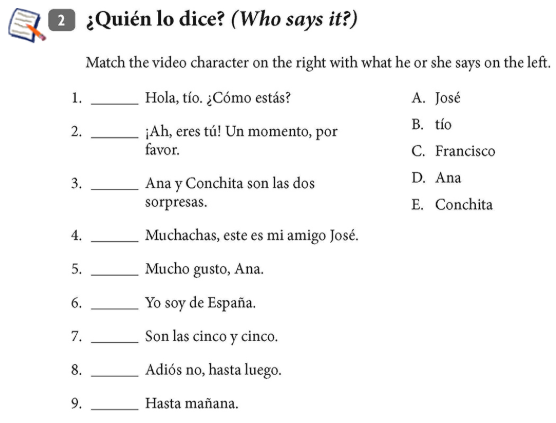 2 ¿Quién lo dice? (Who says it?)
Match the video character on the right with what he or she says on the left.
1. ______ Hola, tío. ¿Cómo estás?
A. José
2. ______ ¡Ah, eres tú! Un momento, por
favor.
B. tío
C. Francisco
3. ______ Ana y Conchita son las dos
sorpresas.
D. Ana
E. Conchita
4. ______ Muchachas, este es mi amigo José.
5. ______ Mucho gusto, Ana.
6. ______ Yo soy de España.
7. ______ Son las cinco y cinco.
8. ______ Adiós no, hasta luego.
9. ______ Hasta mañana.